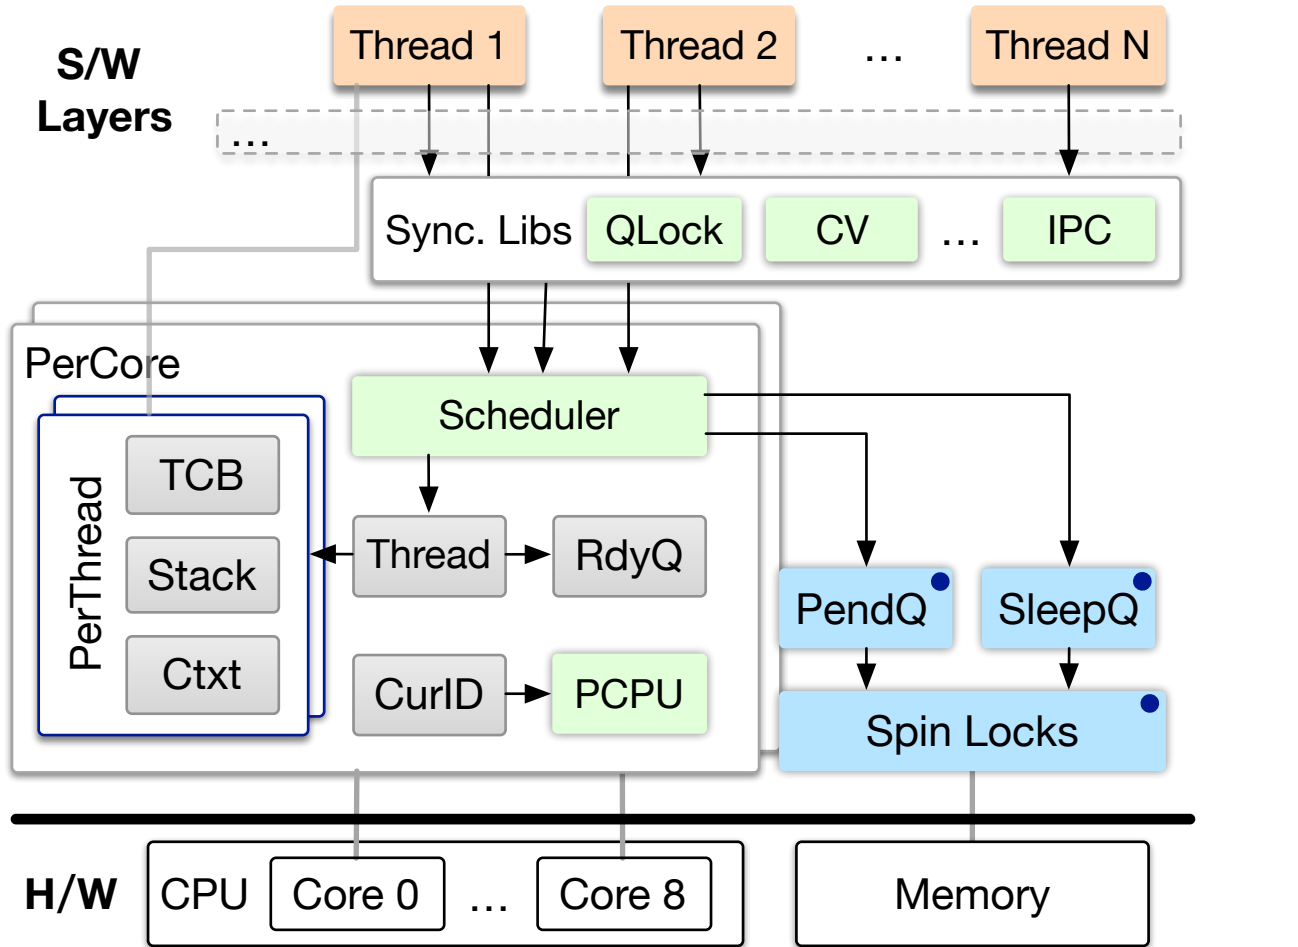 S/W
Layers
Thread 1
Thread 2
...
Thread N
...
Sync. Libs
QLock
CV
...
IPC
PerCore
Scheduler
PerThread
TCB
Stack
Ctxt
Thread
RdyQ
CurID
PCPU
PendQ
SleepQ
Spin Locks
H/W
CPU
Core 0
...
Core 8
Memory